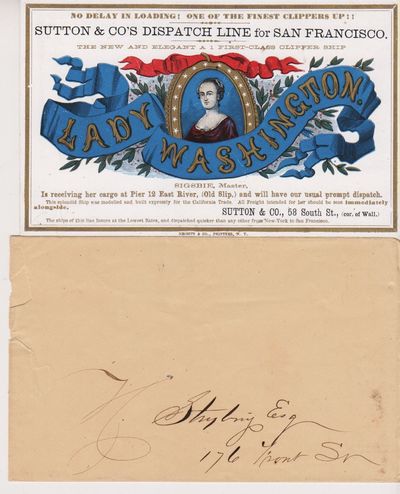 NO DELAY IN LOADING! ONE OF THE FINEST CLIPPERS UP!!
SUTTON & CO'S DISPATCH LINE for SAN FRANCISCO.
THE NEW AND ELEGANT A 1 FIRST-CLASS CLIPPER SHIP
LADY WASHINGTON.
SIGSBIE, Master,
Is receiving her cargo at Pier 12 East River, (Old Slip,) and will have our usual prompt dispatch.
This splendid Ship was modelled and built expressly for the California Trade. All Freight intended for her should be sent immediately
alongside.
SUTTON & CO., 58 South St., (cor. of Wall.)
The ships of this line insure at the Lowest Rates, and dispatched quicker than any other from New-York to San Francisco.
NESBITT & CO., PRINTERS, N. Y.
H. Esq
176 Front St